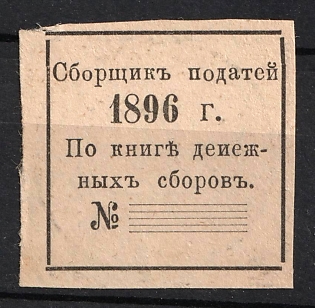 Сборщикъ податей
1896 г.
По книгѣ денеж-
ныхъ сборовъ.
№